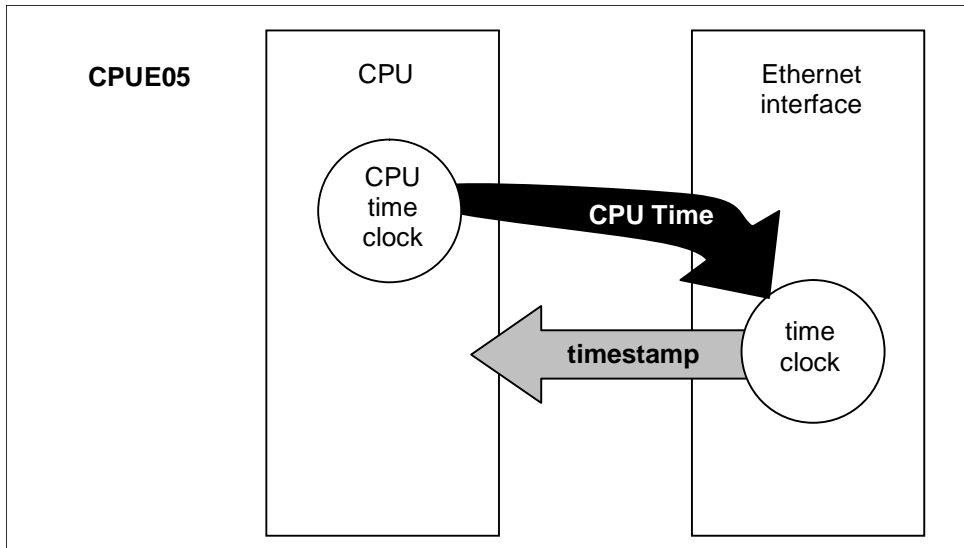 CPUE05
CPU
Ethernet
interface
CPU
time
clock
CPU Time
timestamp
time
clock